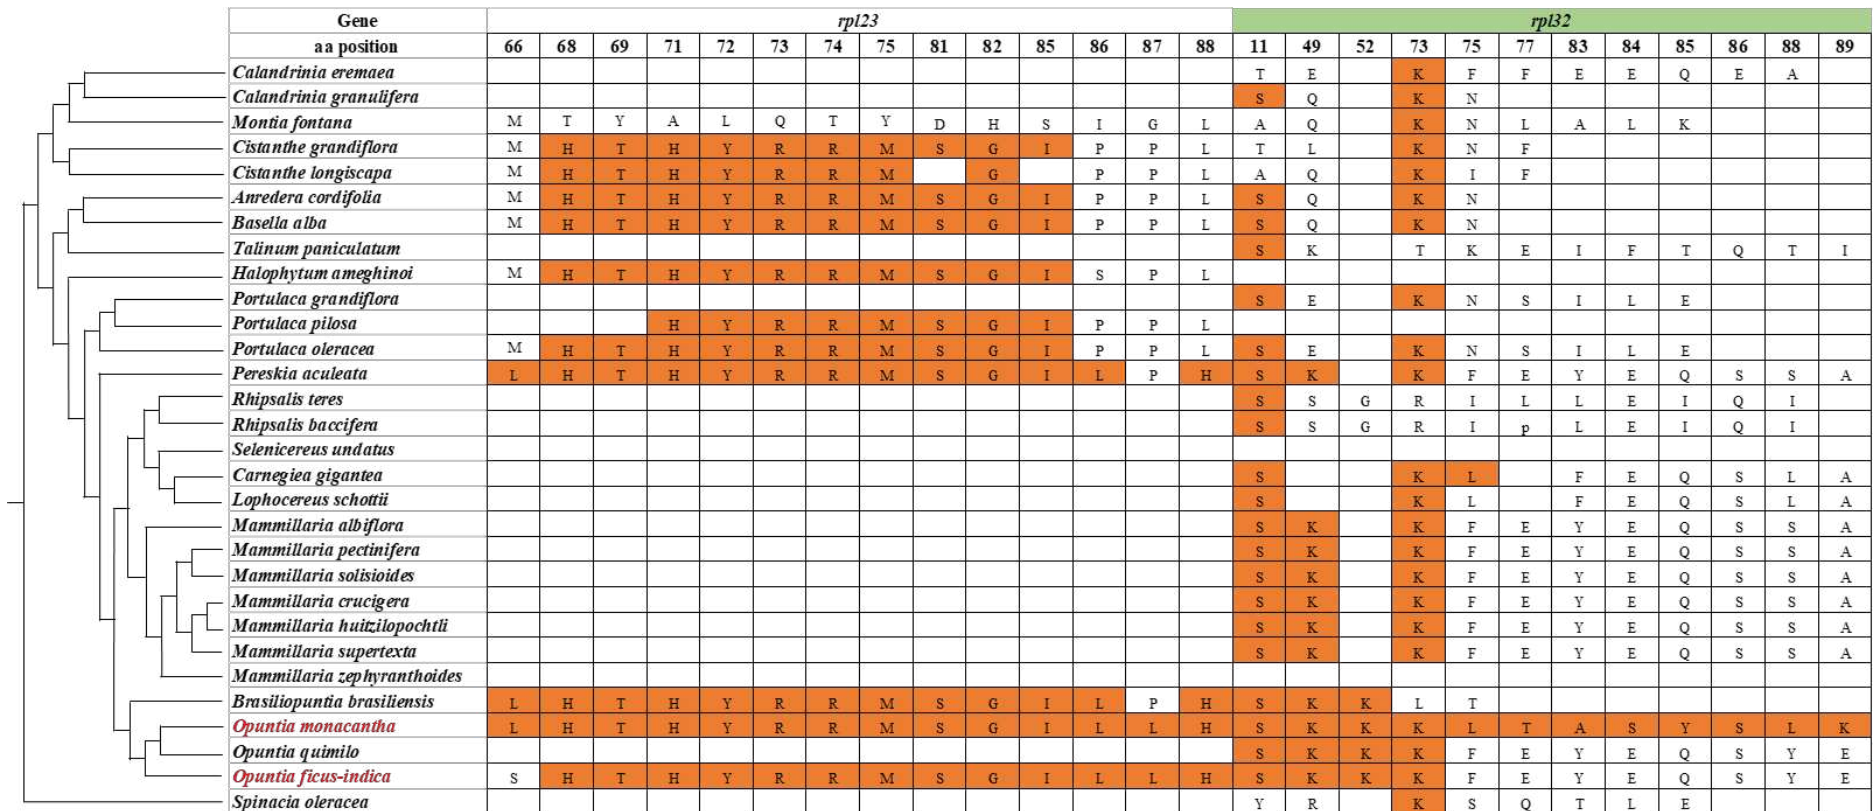 Gene rpl23 rpl32
aa position 66 68 69 71 72 73 74 75 81 82 85 86 87 88 11 49 52 73 75 77 83 84 85 86 88 89
Calandrinia eremaea T E K F F E E Q E A
Calandrinia granulifera S Q K N
Montia fontana M T Y A L Q T Y D H S I G L A Q K N L A L K
Cistanthe grandiflora M H T H Y R R M S G I P P L T L K N F
Cistanthe longiscapa M H T H Y R R M G P P L A Q K I F
Anredera cordifolia M H T H Y R R M S G I P P L S Q K N
Basella alba M H T H Y R R M S G I P P L S Q K N
Talinum paniculatum S K T K E I F T Q T I
Halophytum ameghinoi M H T H Y R R M S G I S P L
Portulaca grandiflora S E K N S I L E
Portulaca pilosa H Y R R M S G I P P L
Portulaca oleracea M H T H Y R R M S G I P P L S E K N S I L E
Pereskia aculeata L H T H Y R R M S G I L P H S K K F E Y E Q S S A
Rhipsalis teres S S G R I L L E I Q I
Rhipsalis baccifera S S G R I p L E I Q I
Selenicereus undatus
Carnegiea gigantea S K L F E Q S L A
Lophocereus schottii S K L F E Q S L A
Mammillaria albiflora S K K F E Y E Q S S A
Mammillaria pectinifera S K K F E Y E Q S S A
Mammillaria solisioides S K K F E Y E Q S S A
Mammillaria crucigera S K K F E Y E Q S S A
Mammillaria huitzilopochtli S K K F E Y E Q S S A
Mammillaria supertexta S K K F E Y E Q S S A
Mammillaria zephyranthoides
Brasiliopuntia brasiliensis L H T H Y R R M S G I L P H S K K L T
Opuntia monacantha L H T H Y R R M S G I L L H S K K K L T A S Y S L K
Opuntia quimilo S K K K F E Y E Q S Y E
Opuntia ficus-indica S H T H Y R R M S G I L L H S K K K F E Y E Q S Y E
Spinacia oleracea Y R K S Q T L E